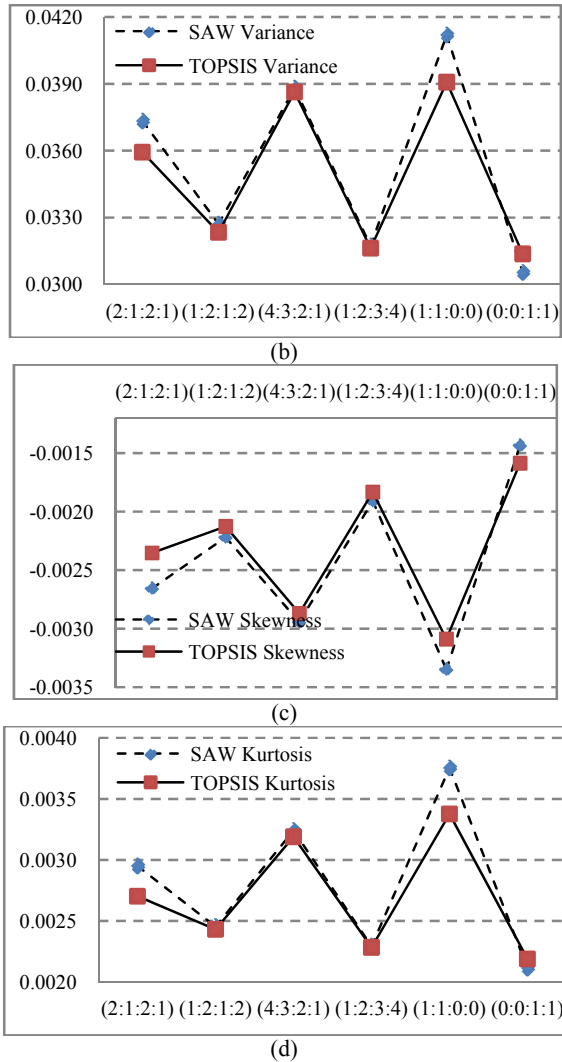 0.0420
SAW Variance
0.0390
TOPSIS Variance
0.0360
0.0330
0.0300
(2:1:2:1) (1:2:1:2) (4:3:2:1) (1:2:3:4) (1:1:0:0) (0:0:1:1)
(b)
(2:1:2:1) (1:2:1:2) (4:3:2:1) (1:2:3:4) (1:1:0:0) (0:0:1:1)
-0.0015
-0.0020
-0.0025
SAW Skewness
-0.0030
TOPSIS Skewness
-0.0035
(c)
0.0040
SAW Kurtosis
TOPSIS Kurtosis
0.0035
0.0030
0.0025
0.0020
(2:1:2:1) (1:2:1:2) (4:3:2:1) (1:2:3:4) (1:1:0:0) (0:0:1:1)
(d)